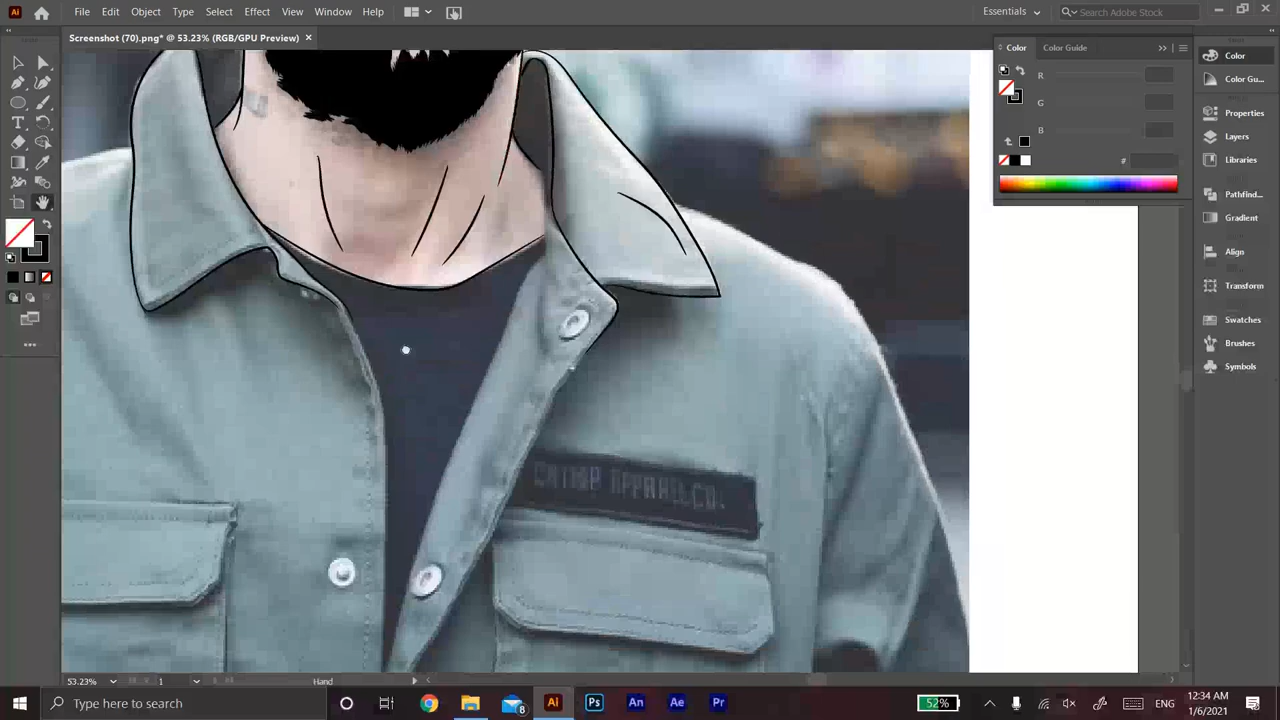 Ai File Edit Object Type Select Effect View Window Help Essentials Search Adobe Stock
Screenshot (70).png* @ 53.23% (RGB/GPU Preview) ×
Color Color Guide
R
G
B
#
Color
Color Gu...
Properties
Layers
Libraries
Pathfin...
Gradient
Align
Transform
Swatches
Brushes
Symbols
53.23% 1 Hand
Type here to search
8 Ai Ps An Ae Pr 52% ENG
12:34 AM
1/6/2021